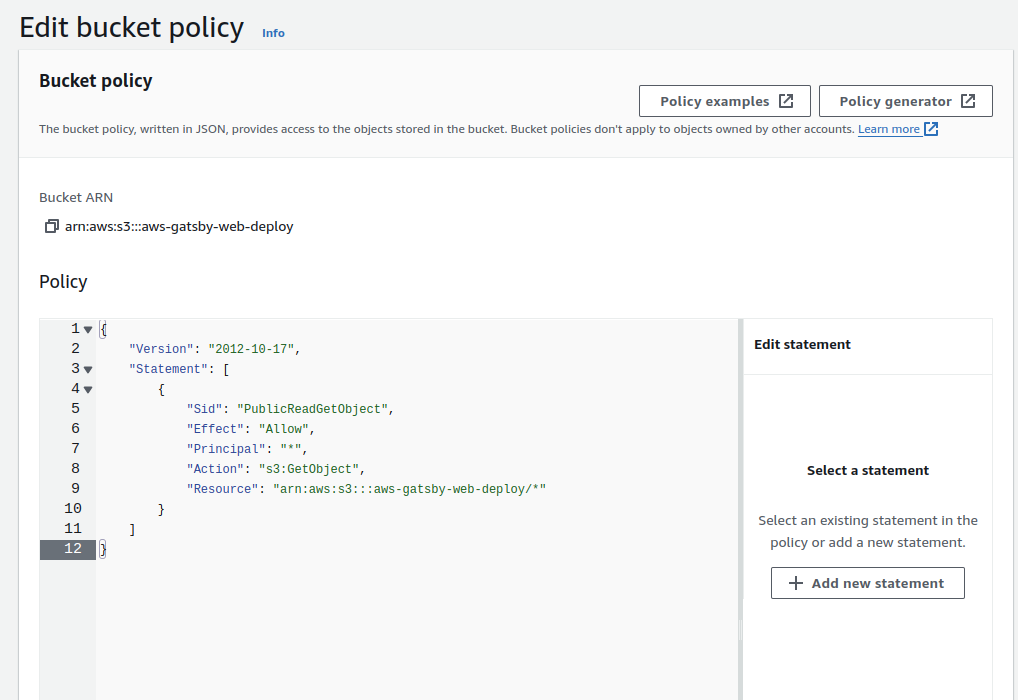 Edit bucket policy Info
Bucket policy
Policy examples
Policy generator
The bucket policy, written in JSON, provides access to the objects stored in the bucket. Bucket policies don't apply to objects owned by other accounts. Learn more
Bucket ARN
arn:aws:s3:::aws-gatsby-web-deploy
Policy
1 {
2 "Version": "2012-10-17",
3 "Statement": [
4 {
5 "Sid": "PublicReadGetObject",
6 "Effect": "Allow",
7 "Principal": "*",
8 "Action": "s3:GetObject",
9 "Resource": "arn:aws:s3:::aws-gatsby-web-deploy/*"
10 }
11 ]
12 }
Edit statement
Select a statement
Select an existing statement in the
policy or add a new statement.
Add new statement